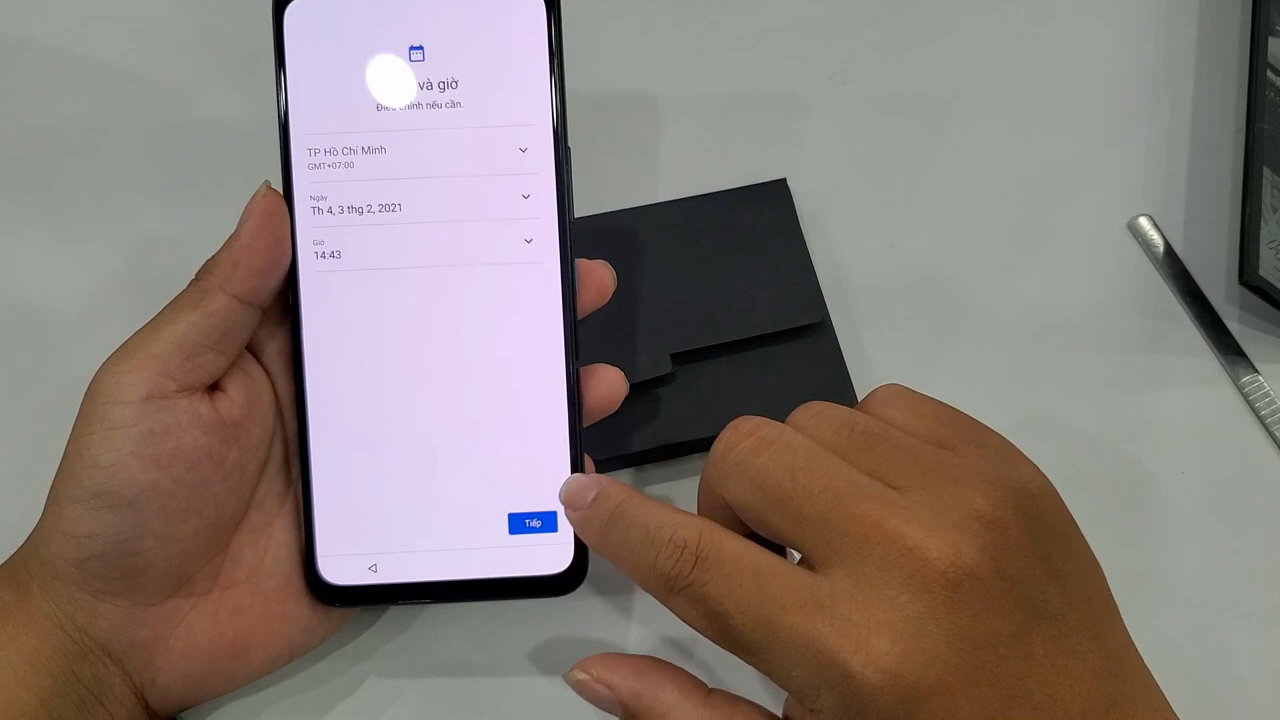 và giờ
chỉnh nếu cần.
TP Hồ Chí Minh
GMT+07:00
Ngày
Th 4, 3 thg 2, 2021
Giờ
14:43
Tiếp